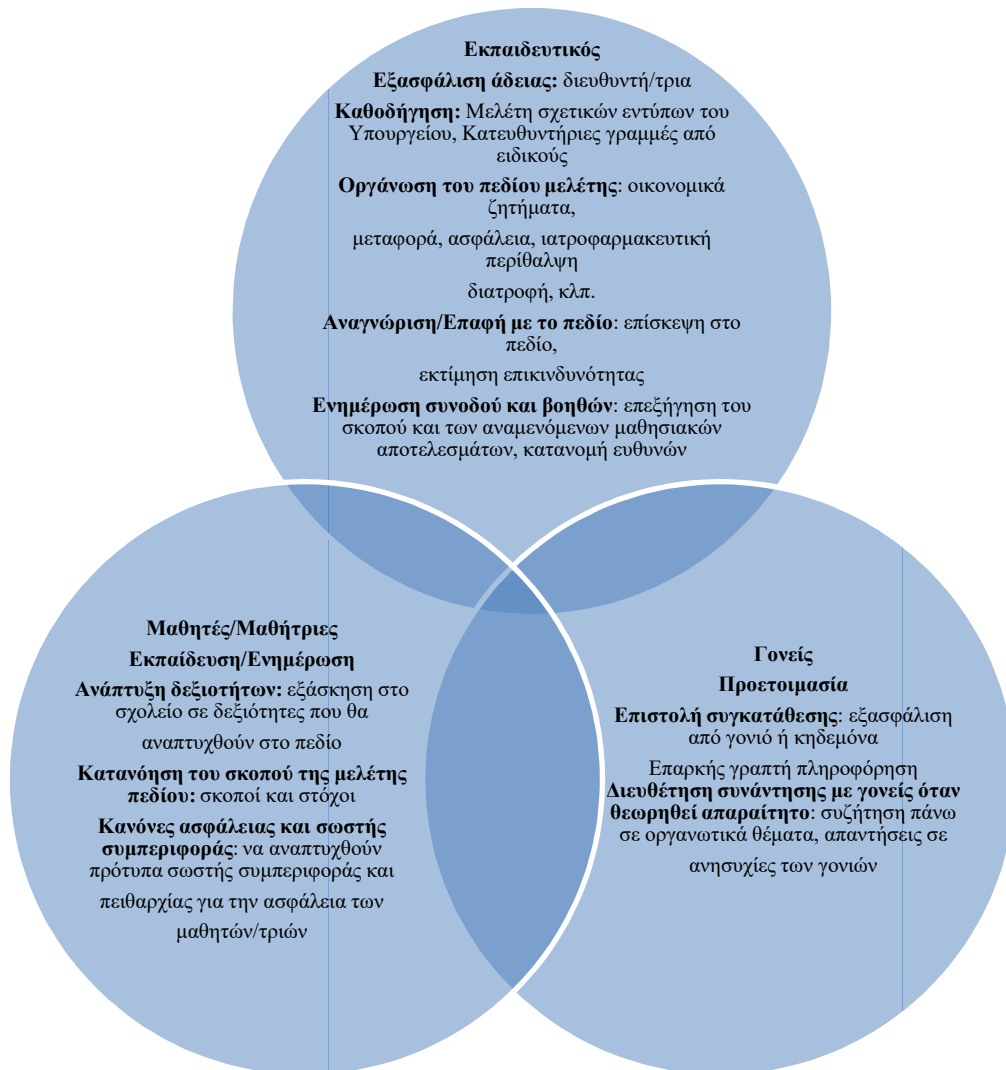 Εκπαιδευτικός
Εξασφάλιση άδειας: διευθυντή/τρια
Καθοδήγηση: Μελέτη σχετικών εντύπων του
Υπουργείου, Κατευθυντήριες γραμμές από
ειδικούς
Οργάνωση του πεδίου μελέτης: οικονομικά
ζητήματα,
μεταφορά, ασφάλεια, ιατροφαρμακευτική
περίθαλψη
διατροφή, κλπ.
Αναγνώριση/Επαφή με το πεδίο: επίσκεψη στο
πεδίο,
εκτίμηση επικινδυνότητας
Ενημέρωση συνοδού και βοηθών: επεξήγηση του
σκοπού και των αναμενόμενων μαθησιακών
αποτελεσμάτων, κατανομή ευθυνών
Μαθητές/Μαθήτριες
Εκπαίδευση/Ενημέρωση
Ανάπτυξη δεξιοτήτων: εξάσκηση στο
σχολείο σε δεξιότητες που θα
αναπτυχθούν στο πεδίο
Κατανόηση του σκοπού της μελέτης
πεδίου: σκοποί και στόχοι
Κανόνες ασφάλειας και σωστής
συμπεριφοράς: να αναπτυχθούν
πρότυπα σωστής συμπεριφοράς και
πειθαρχίας για την ασφάλεια των
μαθητών/τριών
Γονείς
Προετοιμασία
Επιστολή συγκατάθεσης: εξασφάλιση
από γονιό ή κηδεμόνα
Επαρκής γραπτή πληροφόρηση
Διευθέτηση συνάντησης με γονείς όταν
θεωρηθεί απαραίτητο: συζήτηση πάνω
σε οργανωτικά θέματα, απαντήσεις σε
ανησυχίες των γονιών